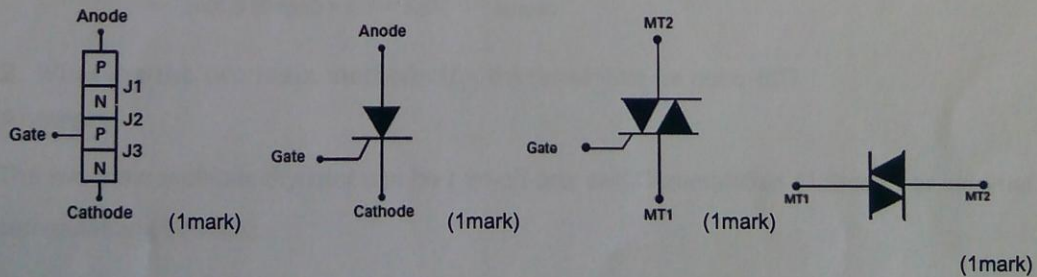 Anode
P
J1
N
J2
Gate
P
J3
N
Cathode
(1mark)
Anode
Gate
Cathode
(1mark)
MT2
Gate
MT1
(1mark)
MT1
MT2
(1mark)